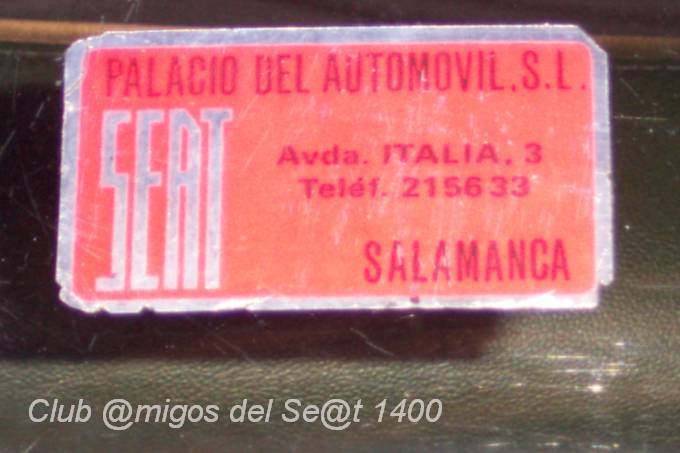 PALACIO DEL AUTOMOVIL, S.L.
SEAT
Avda. ITALIA, 3
Teléf. 215633
SALAMANCA
Club @migos del Se@t 1400